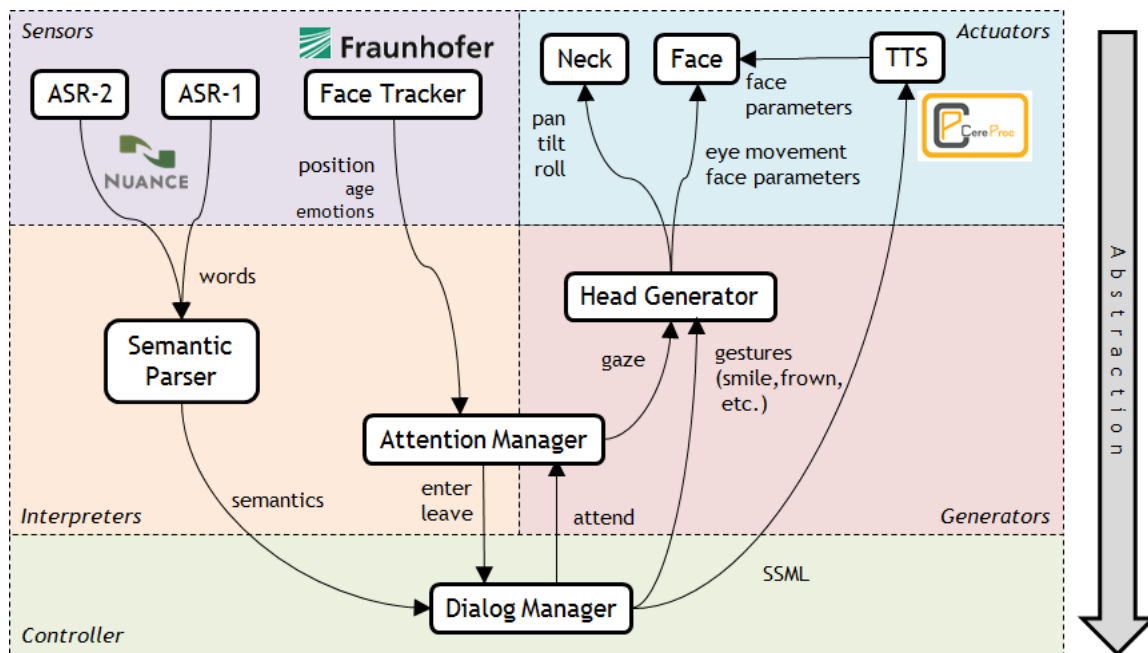 Sensors
Fraunhofer
ASR-2
ASR-1
Face Tracker
NUANCE
position
age
emotions
Actuators
Neck
Face
TTS
face
parameters
CereProc
pan
tilt
roll
eye movement
face parameters
words
Semantic
Parser
Head Generator
gaze
gestures
(smile,frown,
etc.)
Attention Manager
semantics
enter
leave
attend
Interpreters
Generators
SSML
Dialog Manager
Controller
Abstraction